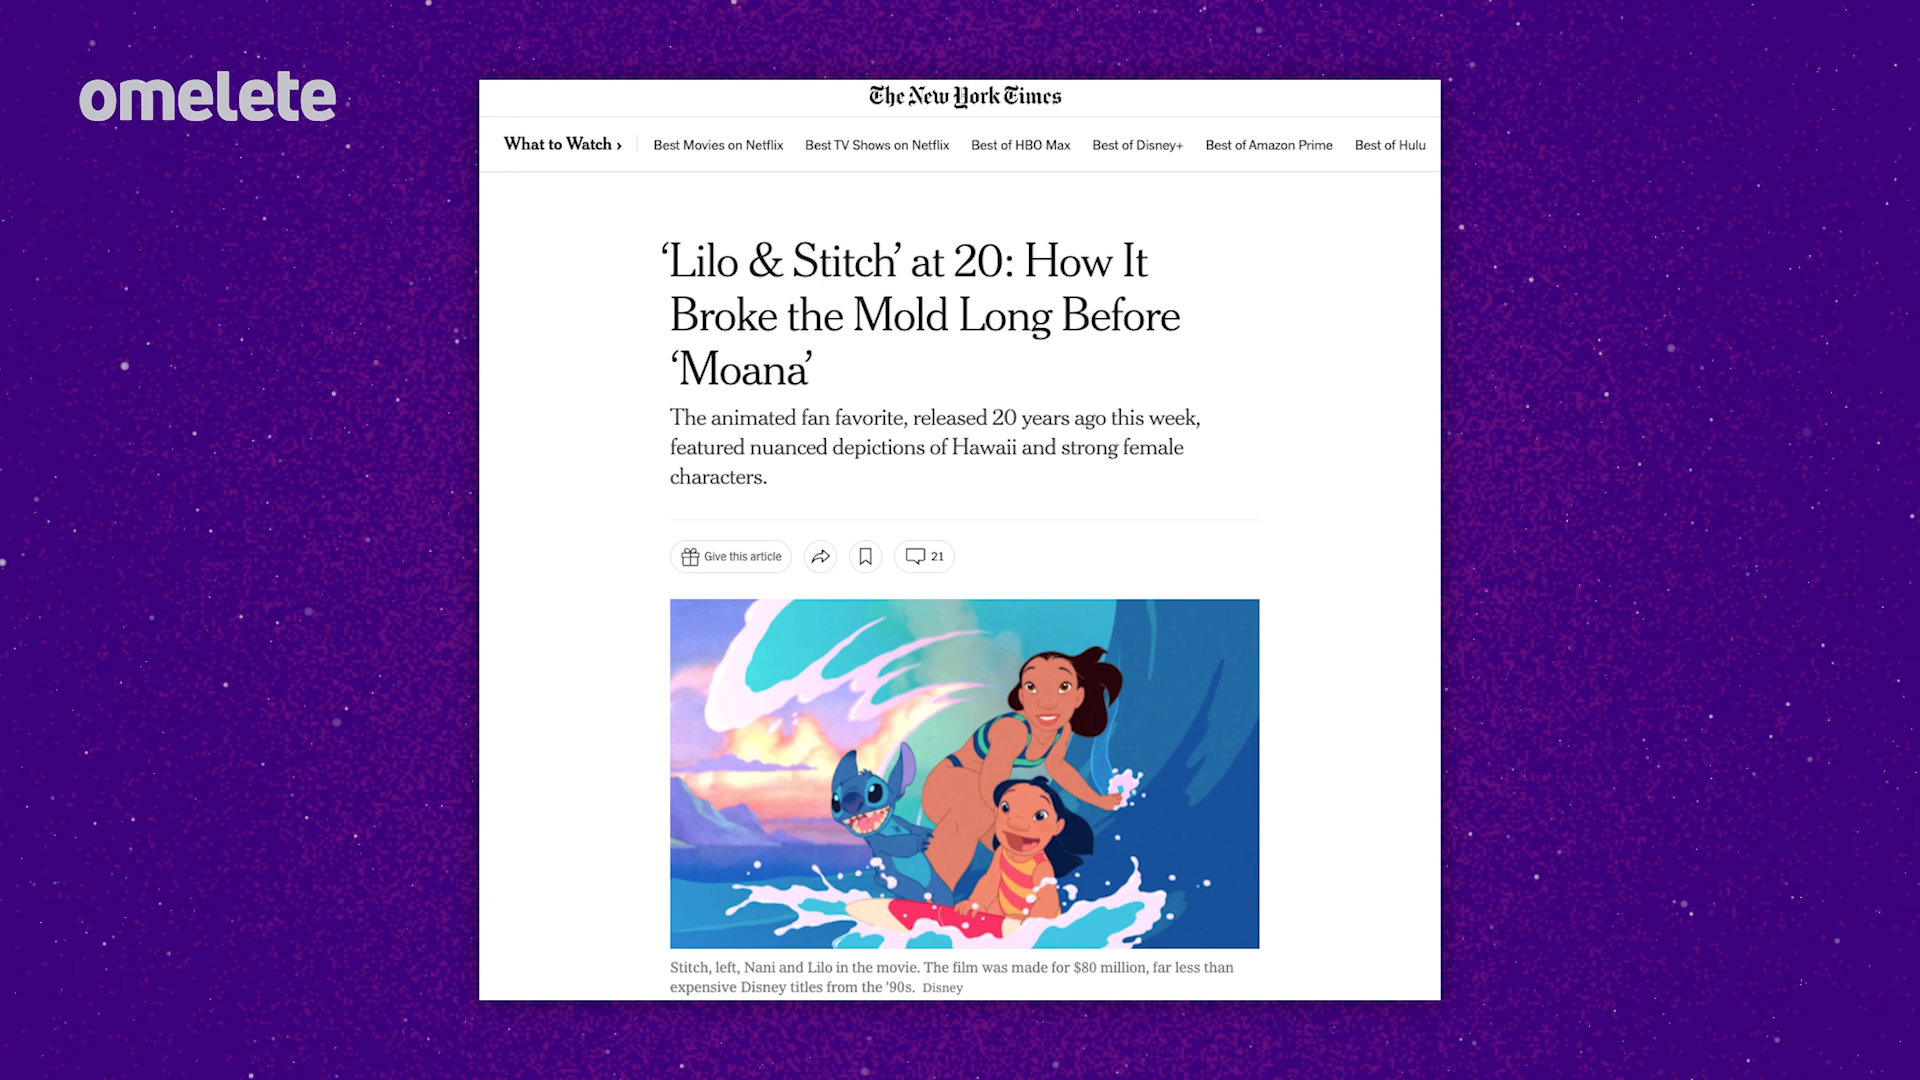 omelete
The New York Times
What to Watch › Best Movies on Netflix Best TV Shows on Netflix Best of HBO Max Best of Disney+ Best of Amazon Prime Best of Hulu
‘Lilo & Stitch’ at 20: How It
Broke the Mold Long Before
‘Moana’
The animated fan favorite, released 20 years ago this week,
featured nuanced depictions of Hawaii and strong female
characters.
Give this article 21
Stitch, left, Nani and Lilo in the movie. The film was made for $80 million, far less than
expensive Disney titles from the ’90s. Disney